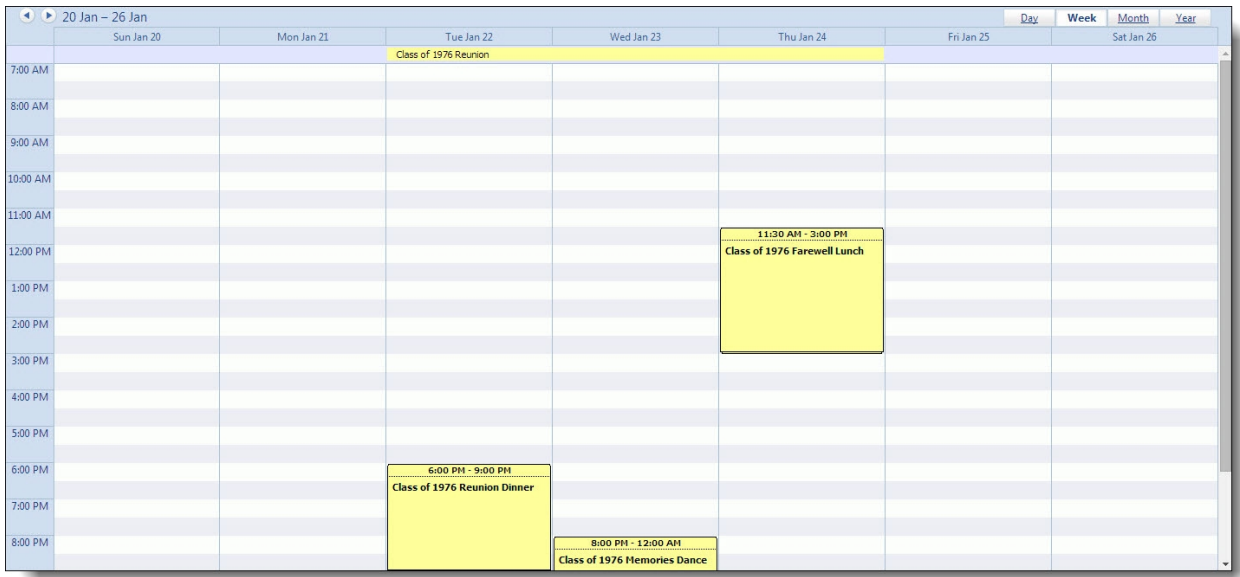 20 Jan – 26 Jan
Day Week Month Year
Sun Jan 20 Mon Jan 21 Tue Jan 22 Wed Jan 23 Thu Jan 24 Fri Jan 25 Sat Jan 26
Class of 1976 Reunion
7:00 AM
8:00 AM
9:00 AM
10:00 AM
11:00 AM
11:30 AM - 3:00 PM
12:00 PM
Class of 1976 Farewell Lunch
1:00 PM
2:00 PM
3:00 PM
4:00 PM
5:00 PM
6:00 PM
6:00 PM - 9:00 PM
Class of 1976 Reunion Dinner
7:00 PM
8:00 PM
8:00 PM - 12:00 AM
Class of 1976 Memories Dance